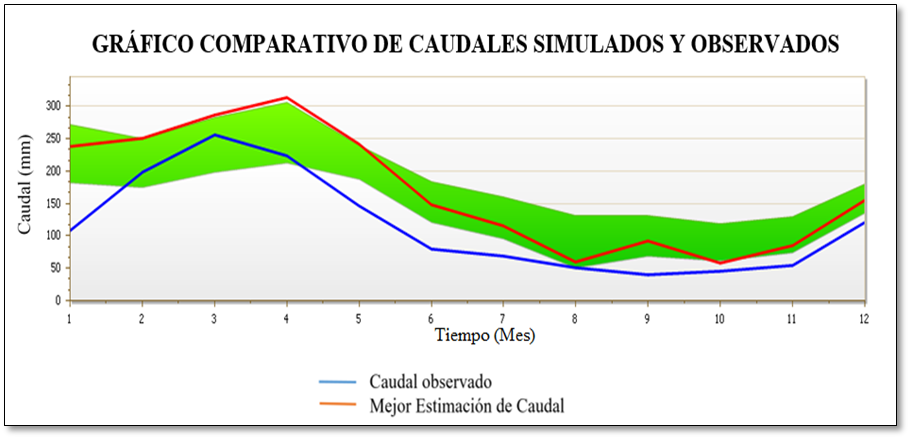 GRÁFICO COMPARATIVO DE CAUDALES SIMULADOS Y OBSERVADOS
Caudal (mm)
300
250
200
150
100
50
0
1 2 3 4 5 6 7 8 9 10 11 12
Tiempo (Mes)
Caudal observado
Mejor Estimación de Caudal